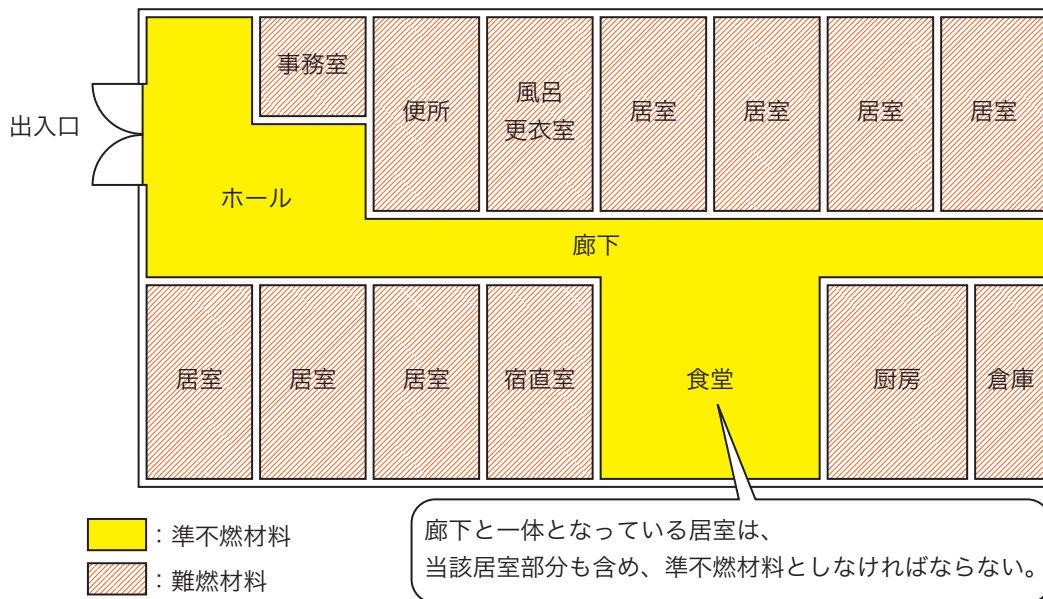 事務室
便所
風呂
更衣室
居室
居室
居室
居室
出入口
ホール
廊下
居室
居室
居室
宿直室
食堂
厨房
倉庫
：準不燃材料
：難燃材料
廊下と一体となっている居室は、
当該居室部分も含め、準不燃材料としなければならない。